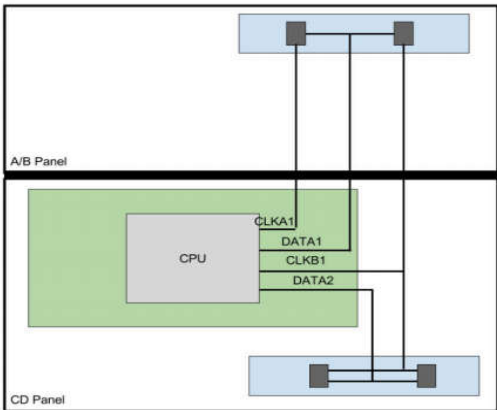 A/B Panel
CLKA1
DATA1
CPU
CLKB1
DATA2
CD Panel